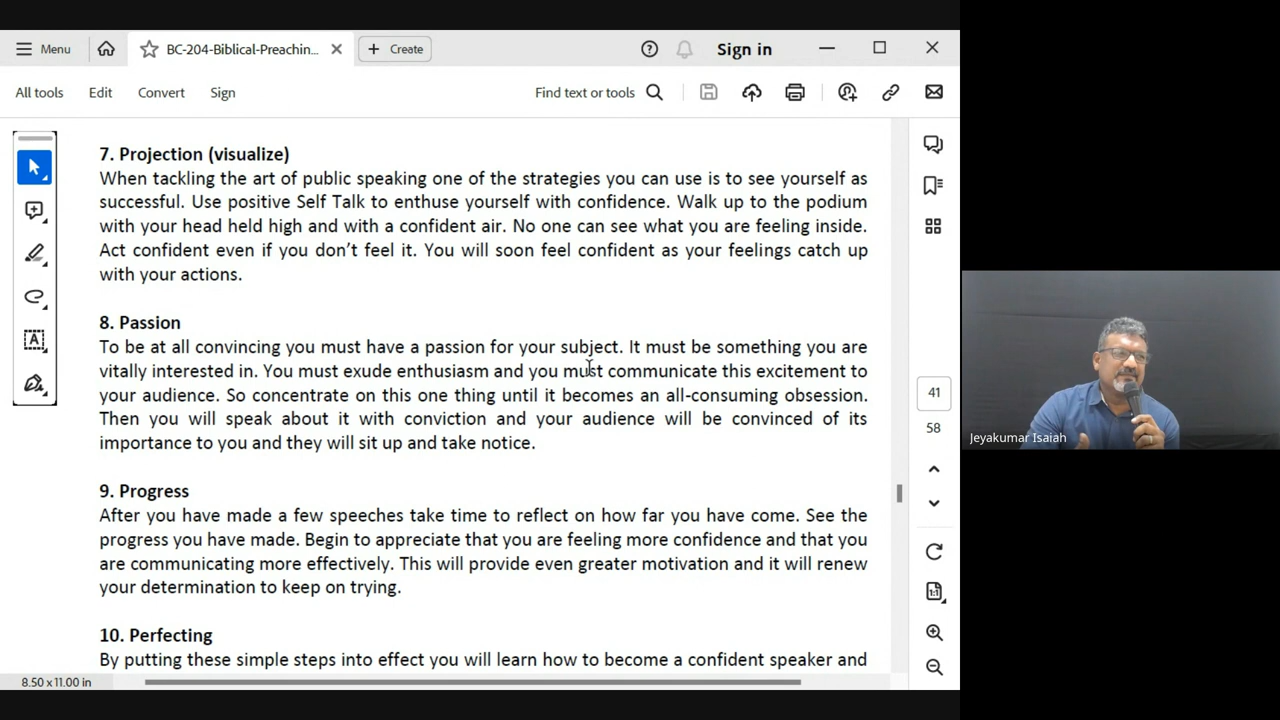 Menu
BC-204-Biblical-Preachin...
Create
Sign in
All tools
Edit
Convert
Sign
Find text or tools
7. Projection (visualize)
When tackling the art of public speaking one of the strategies you can use is to see yourself as
successful. Use positive Self Talk to enthuse yourself with confidence. Walk up to the podium
with your head held high and with a confident air. No one can see what you are feeling inside.
Act confident even if you don’t feel it. You will soon feel confident as your feelings catch up
with your actions.
8. Passion
To be at all convincing you must have a passion for your subject. It must be something you are
vitally interested in. You must exude enthusiasm and you must communicate this excitement to
your audience. So concentrate on this one thing until it becomes an all-consuming obsession.
Then you will speak about it with conviction and your audience will be convinced of its
importance to you and they will sit up and take notice.
9. Progress
After you have made a few speeches take time to reflect on how far you have come. See the
progress you have made. Begin to appreciate that you are feeling more confidence and that you
are communicating more effectively. This will provide even greater motivation and it will renew
your determination to keep on trying.
10. Perfecting
By putting these simple steps into effect you will learn how to become a confident speaker and
8.50 x 11.00 in
41
58
1:1
Jeyakumar Isaiah